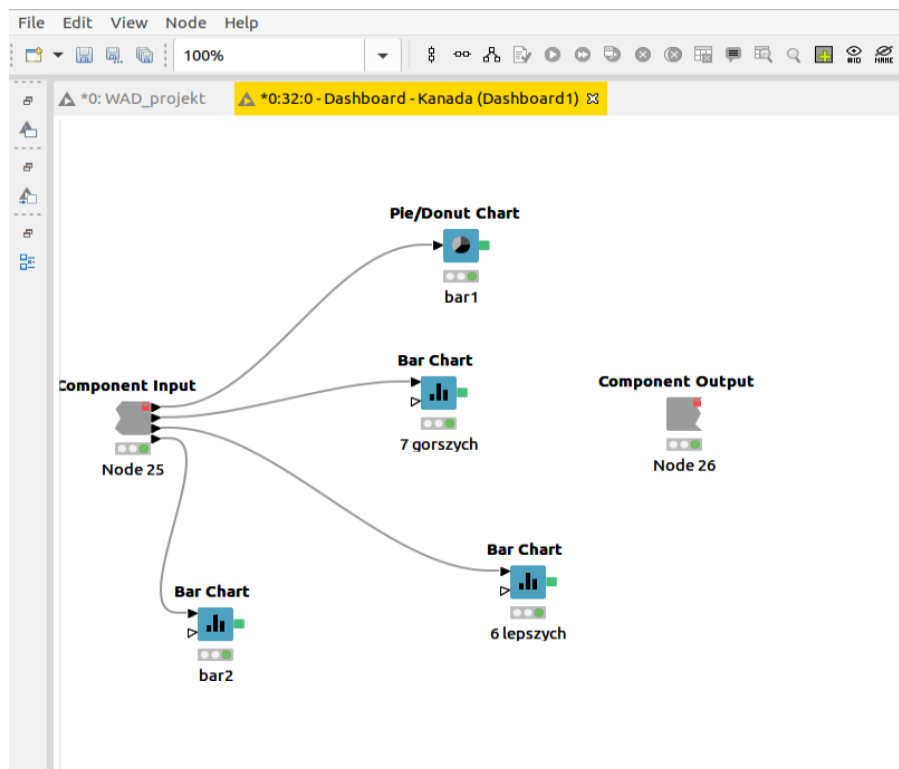 File Edit View Node Help
100%
*0: WAD_projekt
*0:32:0 - Dashboard - Kanada (Dashboard1)
Pie/Donut Chart
bar1
Bar Chart
7 gorszych
Component Input
Node 25
Component Output
Node 26
Bar Chart
6 lepszych
Bar Chart
bar2